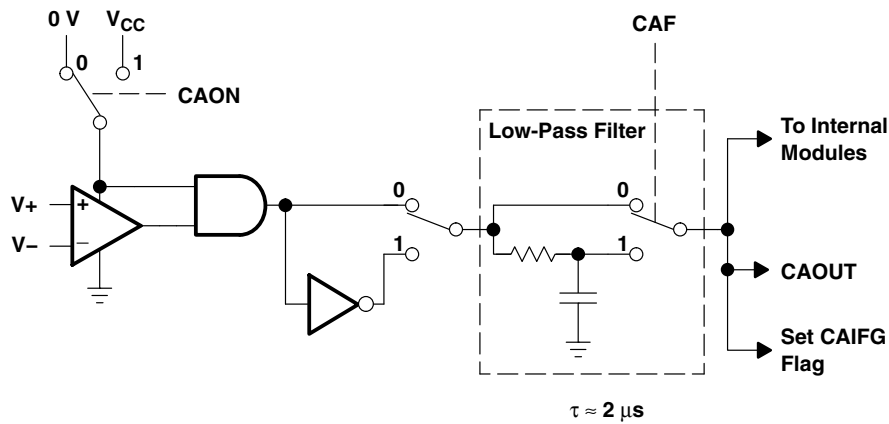 0 V
V_CC
0
1
CAON
CAF
Low-Pass Filter
V+
V−
+
−
0
1
0
1
To Internal
Modules
CAOUT
Set CAIFG
Flag
τ ≈ 2 μs